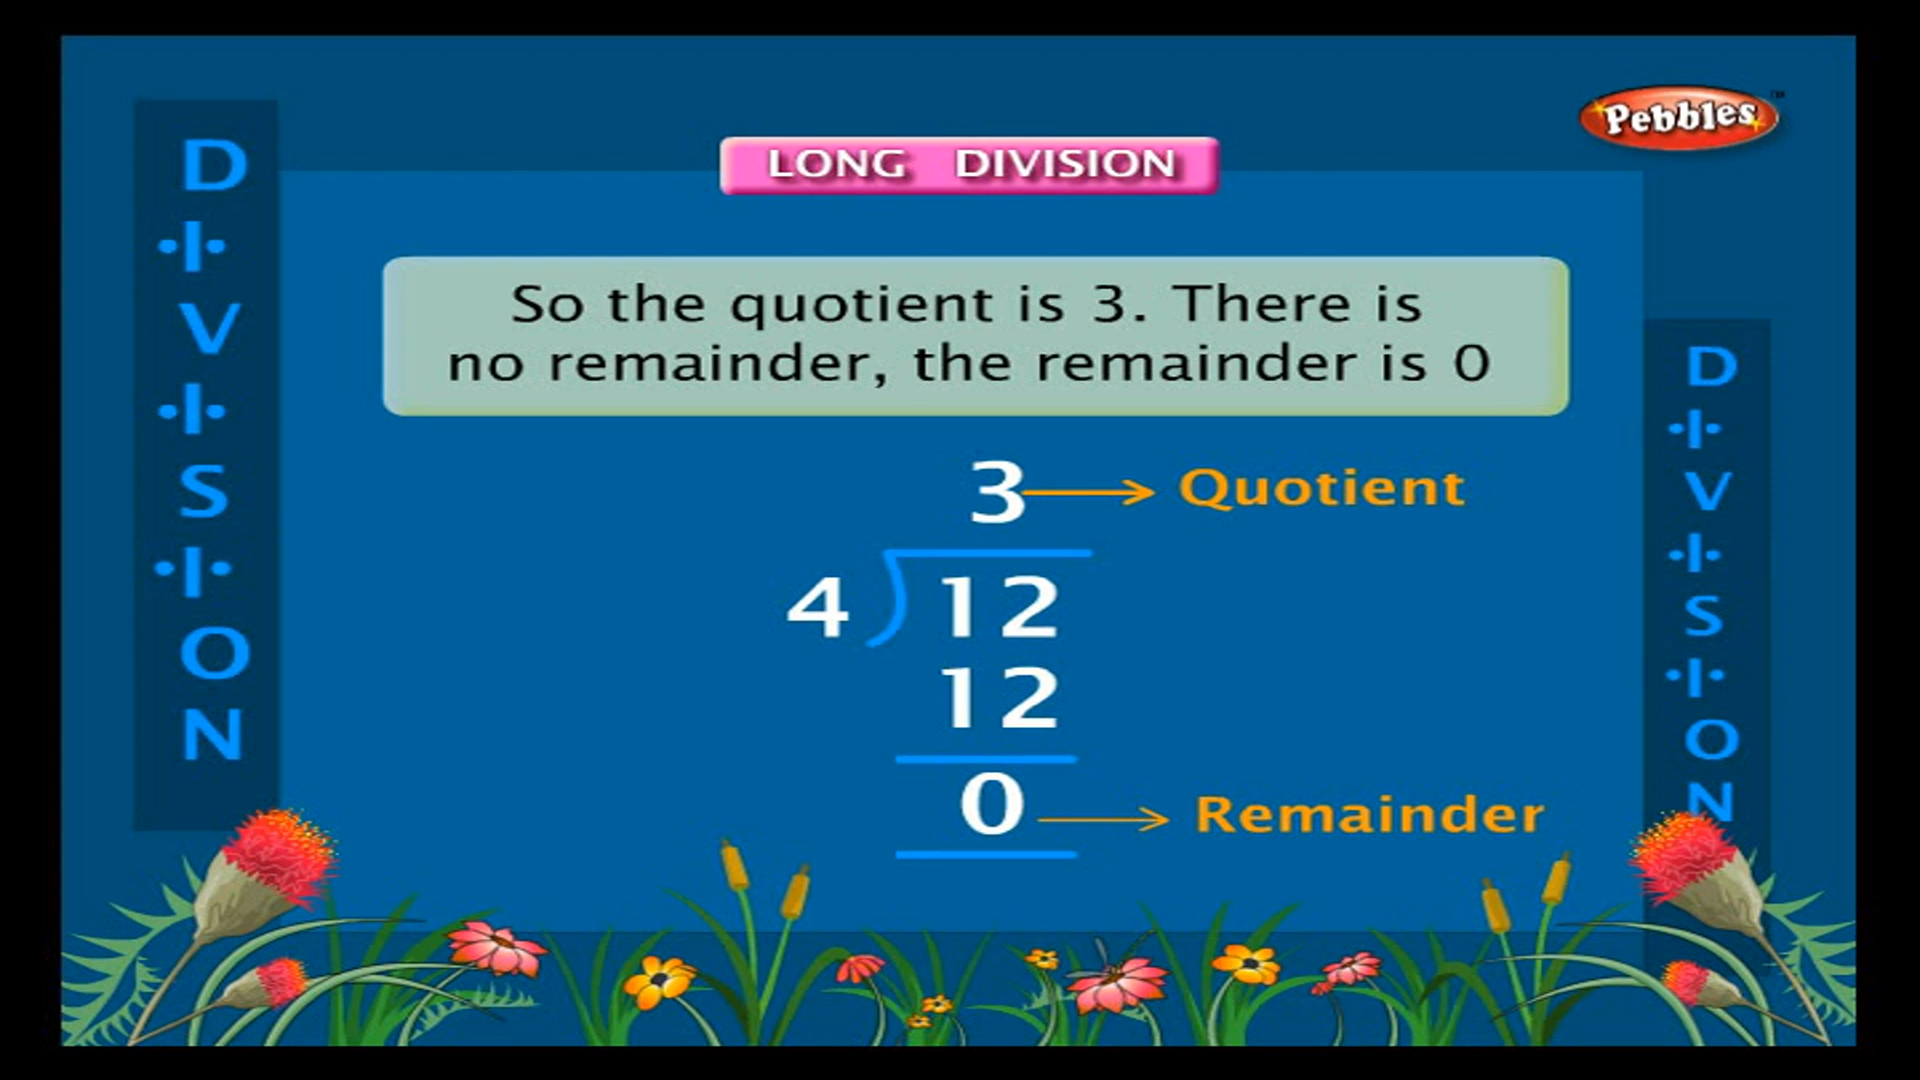 Pebbles™
LONG DIVISION
So the quotient is 3. There is
no remainder, the remainder is 0
3 Quotient
4 12
12
0 Remainder
D
÷
V
÷
S
÷
O
N
D
÷
V
÷
S
÷
O
N